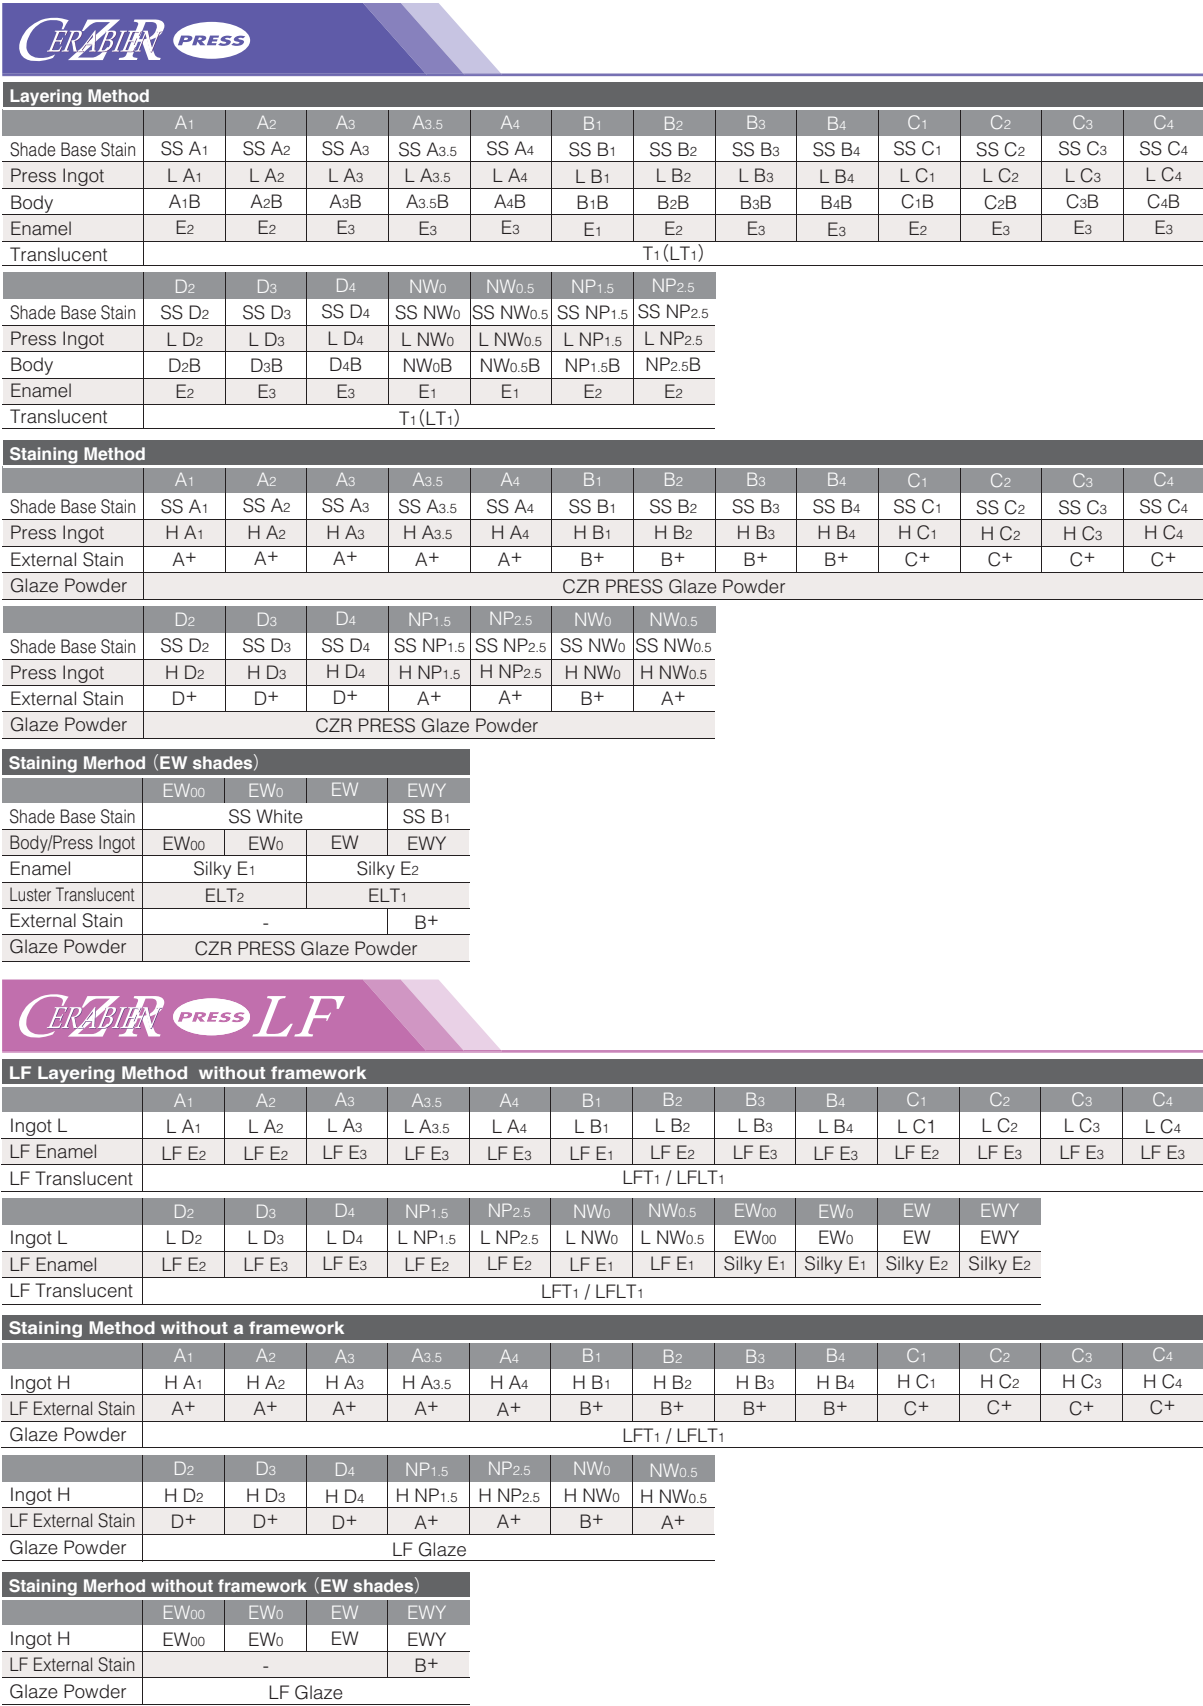 CZR CERABIEN PRESS
Layering Method
A1 A2 A3 A3.5 A4 B1 B2 B3 B4 C1 C2 C3 C4
Shade Base Stain SS A1 SS A2 SS A3 SS A3.5 SS A4 SS B1 SS B2 SS B3 SS B4 SS C1 SS C2 SS C3 SS C4
Press Ingot L A1 L A2 L A3 L A3.5 L A4 L B1 L B2 L B3 L B4 L C1 L C2 L C3 L C4
Body A1B A2B A3B A3.5B A4B B1B B2B B3B B4B C1B C2B C3B C4B
Enamel E2 E2 E3 E3 E3 E1 E2 E3 E3 E2 E3 E3 E3
Translucent T1(LT1)
D2 D3 D4 NW0 NW0.5 NP1.5 NP2.5
Shade Base Stain SS D2 SS D3 SS D4 SS NW0 SS NW0.5 SS NP1.5 SS NP2.5
Press Ingot L D2 L D3 L D4 L NW0 L NW0.5 L NP1.5 L NP2.5
Body D2B D3B D4B NW0B NW0.5B NP1.5B NP2.5B
Enamel E2 E3 E3 E1 E1 E2 E2
Translucent T1(LT1)
Staining Method
A1 A2 A3 A3.5 A4 B1 B2 B3 B4 C1 C2 C3 C4
Shade Base Stain SS A1 SS A2 SS A3 SS A3.5 SS A4 SS B1 SS B2 SS B3 SS B4 SS C1 SS C2 SS C3 SS C4
Press Ingot H A1 H A2 H A3 H A3.5 H A4 H B1 H B2 H B3 H B4 H C1 H C2 H C3 H C4
External Stain A+ A+ A+ A+ A+ B+ B+ B+ B+ C+ C+ C+ C+
Glaze Powder CZR PRESS Glaze Powder
D2 D3 D4 NP1.5 NP2.5 NW0 NW0.5
Shade Base Stain SS D2 SS D3 SS D4 SS NP1.5 SS NP2.5 SS NW0 SS NW0.5
Press Ingot H D2 H D3 H D4 H NP1.5 H NP2.5 H NW0 H NW0.5
External Stain D+ D+ D+ A+ A+ B+ A+
Glaze Powder CZR PRESS Glaze Powder
Staining Merhod (EW shades)
EW00 EW0 EW EWY
Shade Base Stain SS White SS B1
Body/Press Ingot EW00 EW0 EW EWY
Enamel Silky E1 Silky E2
Luster Translucent ELT2 ELT1
External Stain - B+
Glaze Powder CZR PRESS Glaze Powder
CZR CERABIEN PRESS LF
LF Layering Method without framework
A1 A2 A3 A3.5 A4 B1 B2 B3 B4 C1 C2 C3 C4
Ingot L L A1 L A2 L A3 L A3.5 L A4 L B1 L B2 L B3 L B4 L C1 L C2 L C3 L C4
LF Enamel LF E2 LF E2 LF E3 LF E3 LF E3 LF E1 LF E2 LF E3 LF E3 LF E2 LF E3 LF E3 LF E3
LF Translucent LFT1 / LFLT1
D2 D3 D4 NP1.5 NP2.5 NW0 NW0.5 EW00 EW0 EW EWY
Ingot L L D2 L D3 L D4 L NP1.5 L NP2.5 L NW0 L NW0.5 EW00 EW0 EW EWY
LF Enamel LF E2 LF E3 LF E3 LF E2 LF E2 LF E1 LF E1 Silky E1 Silky E1 Silky E2 Silky E2
LF Translucent LFT1 / LFLT1
Staining Method without a framework
A1 A2 A3 A3.5 A4 B1 B2 B3 B4 C1 C2 C3 C4
Ingot H H A1 H A2 H A3 H A3.5 H A4 H B1 H B2 H B3 H B4 H C1 H C2 H C3 H C4
LF External Stain A+ A+ A+ A+ A+ B+ B+ B+ B+ C+ C+ C+ C+
Glaze Powder LFT1 / LFLT1
D2 D3 D4 NP1.5 NP2.5 NW0 NW0.5
Ingot H H D2 H D3 H D4 H NP1.5 H NP2.5 H NW0 H NW0.5
LF External Stain D+ D+ D+ A+ A+ B+ A+
Glaze Powder LF Glaze
Staining Merhod without framework (EW shades)
EW00 EW0 EW EWY
Ingot H EW00 EW0 EW EWY
LF External Stain - B+
Glaze Powder LF Glaze